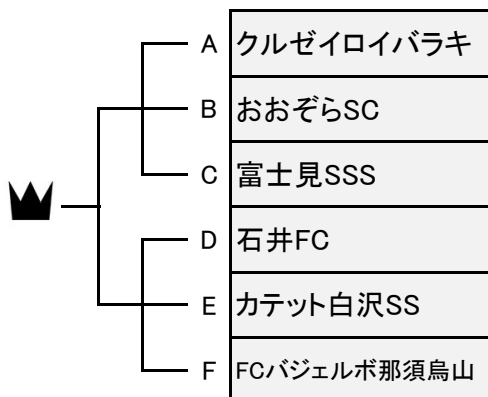 A クルゼイロイバラキ
B おおぞらSC
C 富士見SSS
D 石井FC
E カテット白沢SS
F FCバジェルボ那須烏山